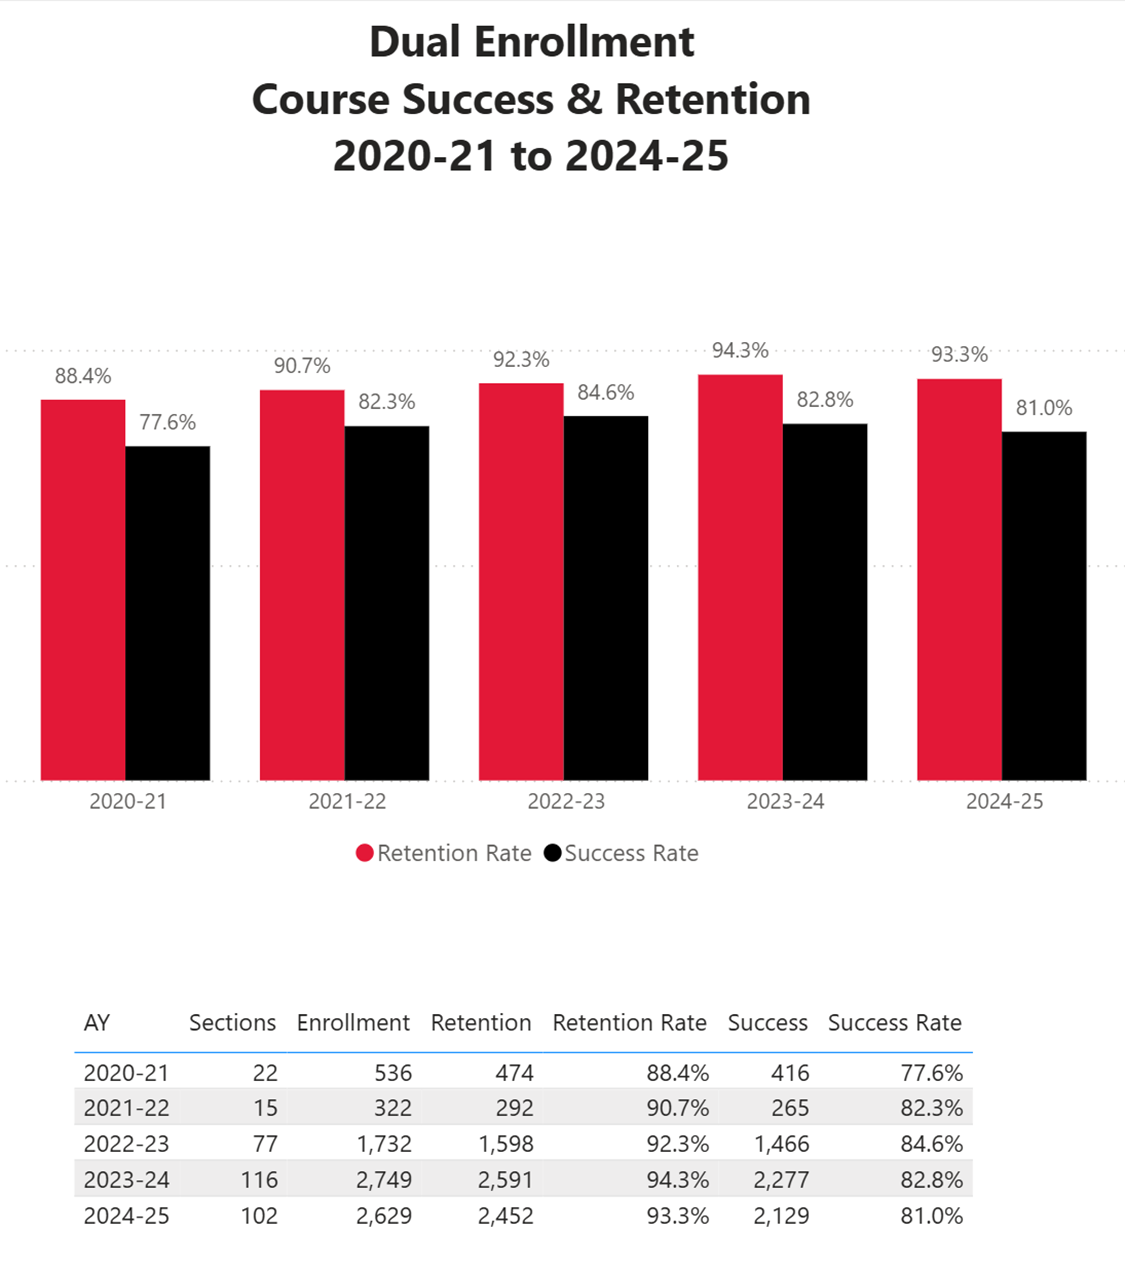 Dual Enrollment
Course Success & Retention
2020-21 to 2024-25
88.4% 77.6% 90.7% 82.3% 92.3% 84.6% 94.3% 82.8% 93.3% 81.0%
2020-21 2021-22 2022-23 2023-24 2024-25
Retention Rate Success Rate
AY Sections Enrollment Retention Retention Rate Success Success Rate
2020-21 22 536 474 88.4% 416 77.6%
2021-22 15 322 292 90.7% 265 82.3%
2022-23 77 1,732 1,598 92.3% 1,466 84.6%
2023-24 116 2,749 2,591 94.3% 2,277 82.8%
2024-25 102 2,629 2,452 93.3% 2,129 81.0%